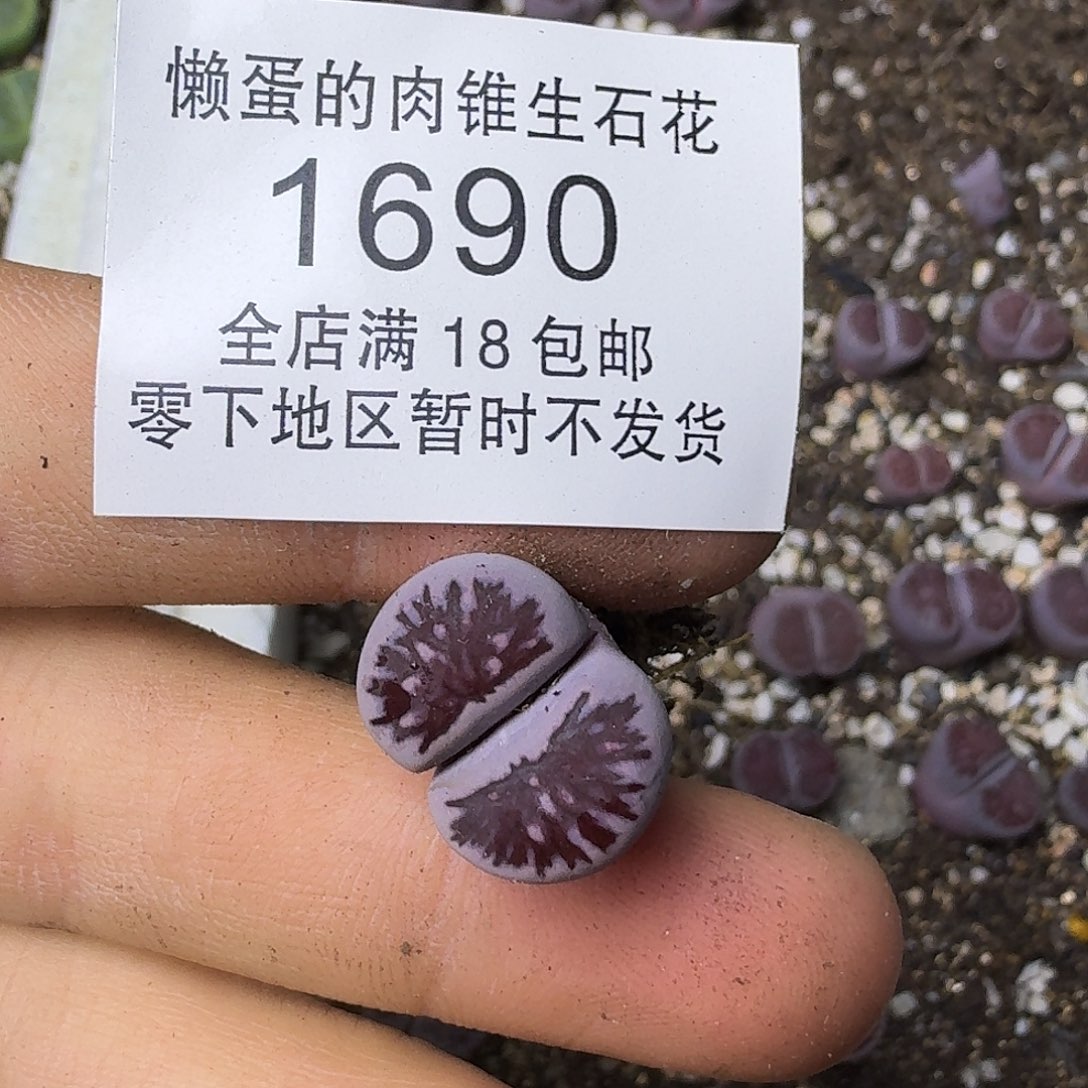 懒蛋的肉锥生石花
1690
全店满 18 包邮
零下地区暂时不发货